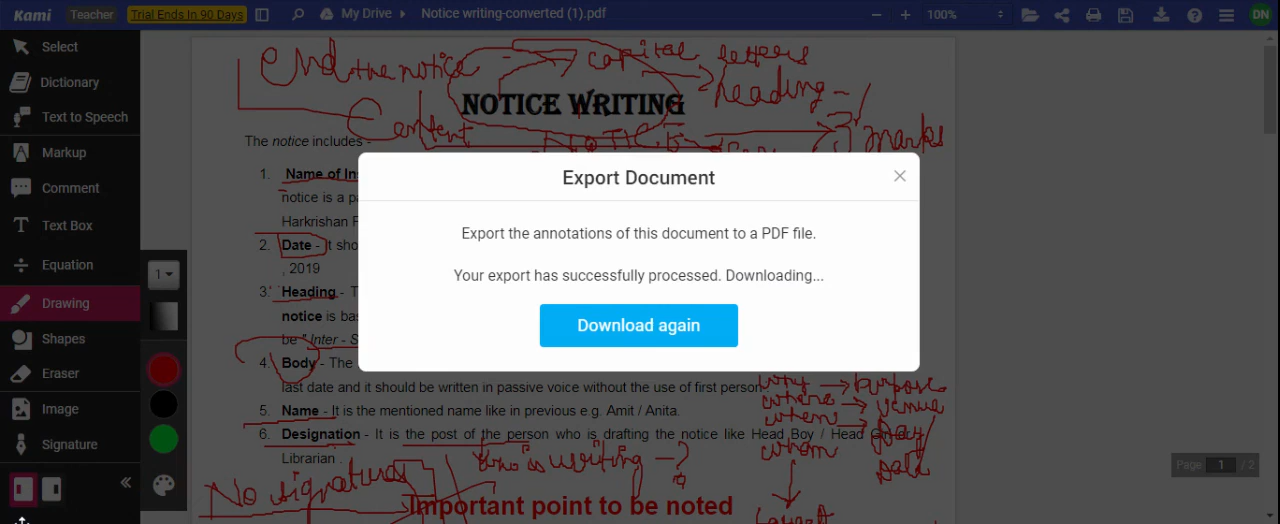 Kami Teacher Trial Ends In 90 Days My Drive Notice writing-converted (1).pdf 100% DN
Select
Dictionary
Text to Speech
Markup
Comment
Text Box
Equation
1
Drawing
Shapes
Eraser
Image
Signature
End the notice - capital letters
heading -
NOTICE WRITING
Content NOTICE 3 marks
The notice includes -
1. Name of Ins
notice is a pa
Harkrishan P
2. Date - It sho
, 2019
3. Heading - T
notice is bas
be " Inter - S
4. Body - The
last date and it should be written in passive voice without the use of first person
5. Name - It is the mentioned name like in previous e.g. Amit / Anita.
6. Designation - It is the post of the person who is drafting the notice like Head Boy / Head Girl
Librarian .
why → purpose
where → venue
when → day/
date
whom
target
who is writing - ?
No signatures
Important point to be noted
Export Document
Export the annotations of this document to a PDF file.
Your export has successfully processed. Downloading...
Download again
Page 1 / 2